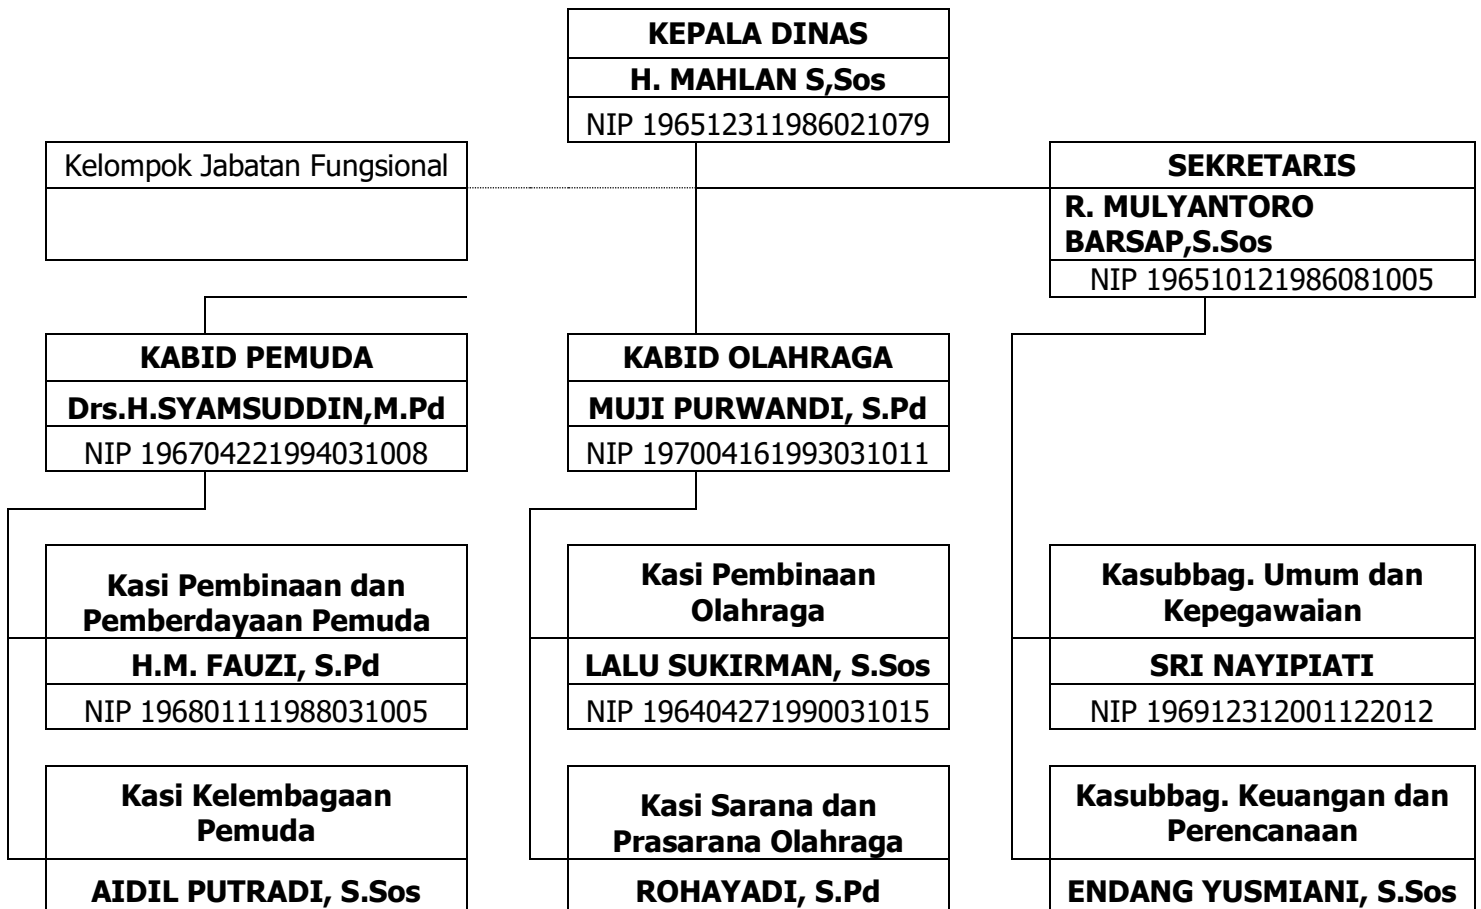 KEPALA DINAS
H. MAHLAN S,Sos
NIP 196512311986021079
Kelompok Jabatan Fungsional
SEKRETARIS
R. MULYANTORO
BARSAP,S.Sos
NIP 196510121986081005
KABID PEMUDA
Drs.H.SYAMSUDDIN,M.Pd
NIP 196704221994031008
KABID OLAHRAGA
MUJI PURWANDI, S.Pd
NIP 197004161993031011
Kasi Pembinaan dan
Pemberdayaan Pemuda
H.M. FAUZI, S.Pd
NIP 196801111988031005
Kasi Pembinaan
Olahraga
LALU SUKIRMAN, S.Sos
NIP 196404271990031015
Kasubbag. Umum dan
Kepegawaian
SRI NAYIPIATI
NIP 196912312001122012
Kasi Kelembagaan
Pemuda
AIDIL PUTRADI, S.Sos
Kasi Sarana dan
Prasarana Olahraga
ROHAYADI, S.Pd
Kasubbag. Keuangan dan
Perencanaan
ENDANG YUSMIANI, S.Sos